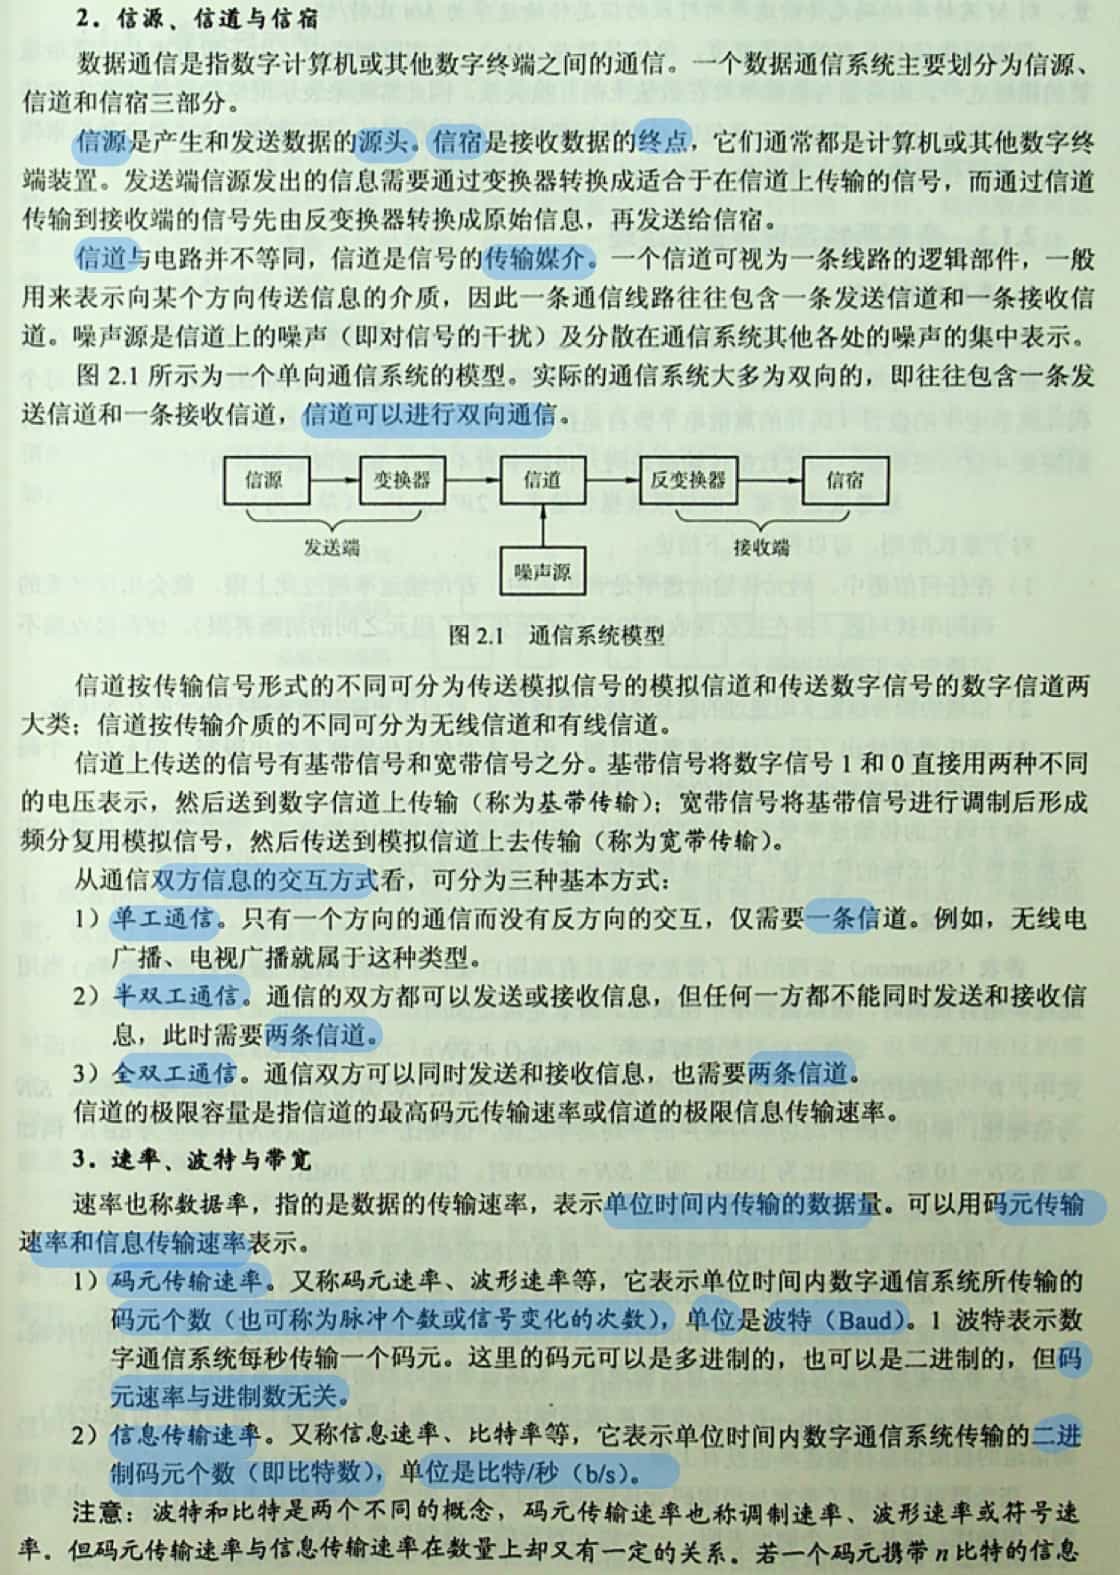 2．信源、信道与信宿
数据通信是指数字计算机或其他数字终端之间的通信。一个数据通信系统主要划分为信源、
信道和信宿三部分。
信源是产生和发送数据的源头。信宿是接收数据的终点，它们通常都是计算机或其他数字终
端装置。发送端信源发出的信息需要通过变换器转换成适合于在信道上传输的信号，而通过信道
传输到接收端的信号先由反变换器转换成原始信息，再发送给信宿。
信道与电路并不等同，信道是信号的传输媒介。一个信道可视为一条线路的逻辑部件，一般
用来表示向某个方向传送信息的介质，因此一条通信线路往往包含一条发送信道和一条接收信
道。噪声源是信道上的噪声（即对信号的干扰）及分散在通信系统其他各处的噪声的集中表示。
图 2.1 所示为一个单向通信系统的模型。实际的通信系统大多为双向的，即往往包含一条发
送信道和一条接收信道，信道可以进行双向通信。
信源 变换器 信道 反变换器 信宿
发送端 接收端
噪声源
图 2.1 通信系统模型
信道按传输信号形式的不同可分为传送模拟信号的模拟信道和传送数字信号的数字信道两
大类；信道按传输介质的不同可分为无线信道和有线信道。
信道上传送的信号有基带信号和宽带信号之分。基带信号将数字信号 1 和 0 直接用两种不同
的电压表示，然后送到数字信道上传输（称为基带传输）；宽带信号将基带信号进行调制后形成
频分复用模拟信号，然后传送到模拟信道上去传输（称为宽带传输）。
从通信双方信息的交互方式看，可分为三种基本方式：
1）单工通信。只有一个方向的通信而没有反方向的交互，仅需要一条信道。例如，无线电
广播、电视广播就属于这种类型。
2）半双工通信。通信的双方都可以发送或接收信息，但任何一方都不能同时发送和接收信
息，此时需要两条信道。
3）全双工通信。通信双方可以同时发送和接收信息，也需要两条信道。
信道的极限容量是指信道的最高码元传输速率或信道的极限信息传输速率。
3．速率、波特与带宽
速率也称数据率，指的是数据的传输速率，表示单位时间内传输的数据量。可以用码元传输
速率和信息传输速率表示。
1）码元传输速率。又称码元速率、波形速率等，它表示单位时间内数字通信系统所传输的
码元个数（也可称为脉冲个数或信号变化的次数），单位是波特（Baud）。1 波特表示数
字通信系统每秒传输一个码元。这里的码元可以是多进制的，也可以是二进制的，但码
元速率与进制数无关。
2）信息传输速率。又称信息速率、比特率等，它表示单位时间内数字通信系统传输的二进
制码元个数（即比特数），单位是比特/秒（b/s）。
注意：波特和比特是两个不同的概念，码元传输速率也称调制速率、波形速率或符号速
率。但码元传输速率与信息传输速率在数量上却又有一定的关系。若一个码元携带 n 比特的信息